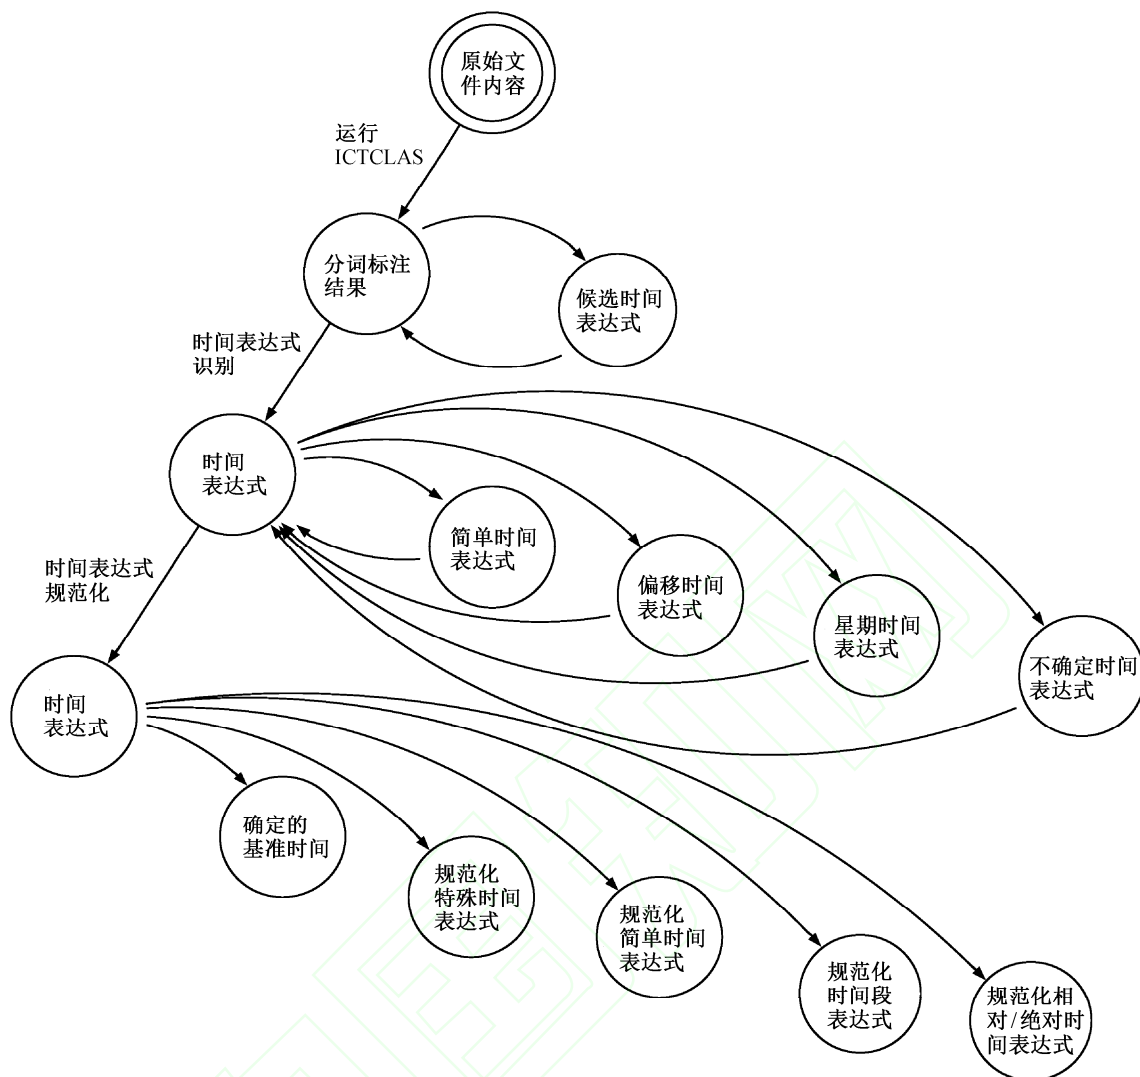 原始文
件内容
运行
ICTCLAS
分词标注
结果
候选时间
表达式
时间表达式
识别
时间
表达式
简单时间
表达式
偏移时间
表达式
星期时间
表达式
不确定时间
表达式
时间表达式
规范化
时间
表达式
确定的
基准时间
规范化
特殊时间
表达式
规范化
简单时间
表达式
规范化
时间段
表达式
规范化相
对/绝对时
间表达式